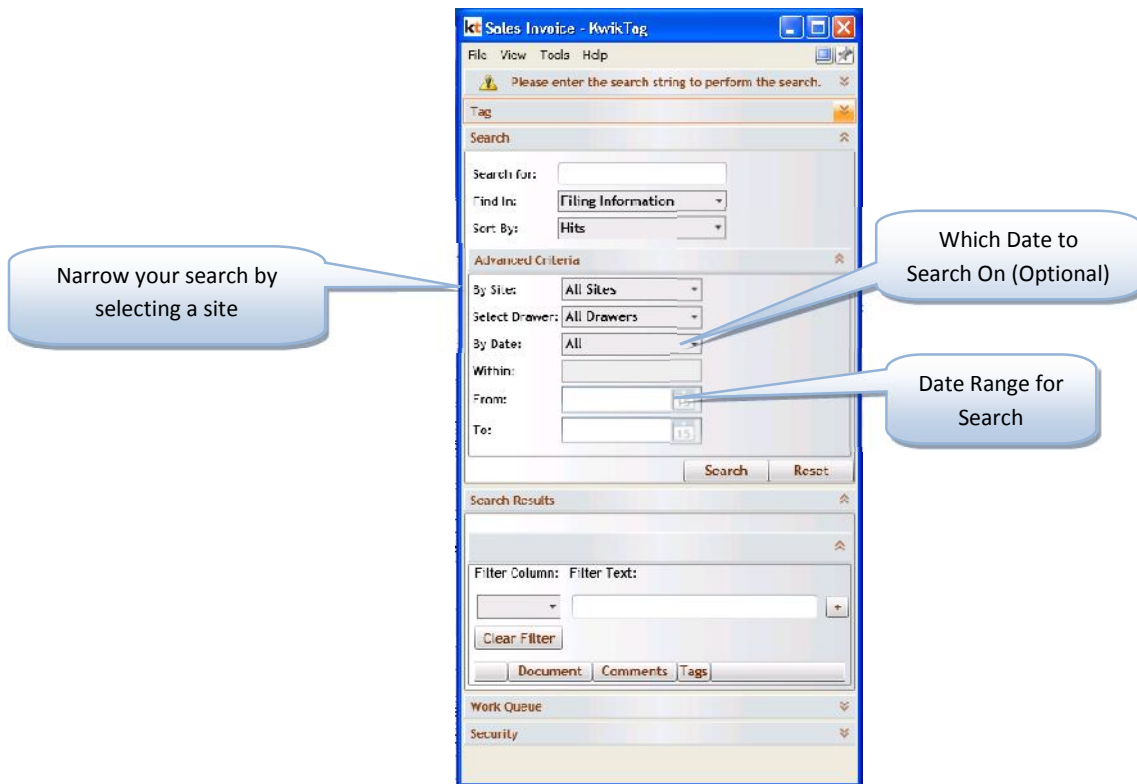 kt Sales Invoice - KwikTag
File View Tools Help
Please enter the search string to perform the search.
Tag
Search
Search for:
Find In: Filing Information
Sort By: Hits
Advanced Criteria
Narrow your search by
selecting a site
By Site: All Sites
Select Drawer: All Drawers
By Date: All
Within:
From: 15
To: 15
Which Date to
Search On (Optional)
Date Range for
Search
Search Reset
Search Results
Filter Column: Filter Text:
+
Clear Filter
Document Comments Tags
Work Queue
Security